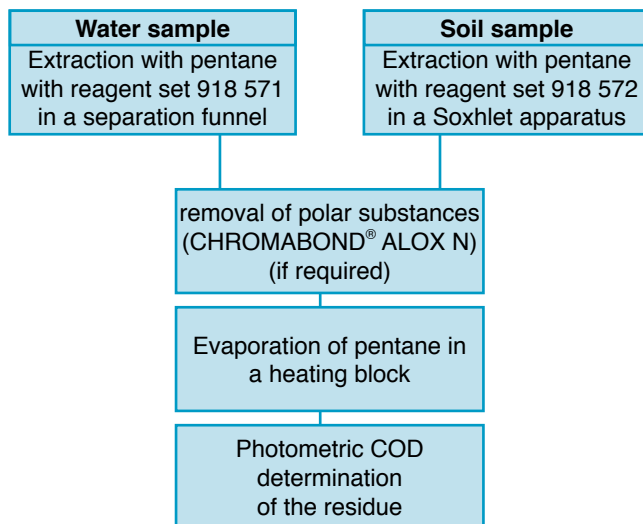 Water sample
Extraction with pentane
with reagent set 918 571
in a separation funnel
Soil sample
Extraction with pentane
with reagent set 918 572
in a Soxhlet apparatus
removal of polar substances
(CHROMABOND® ALOX N)
(if required)
Evaporation of pentane in
a heating block
Photometric COD
determination
of the residue